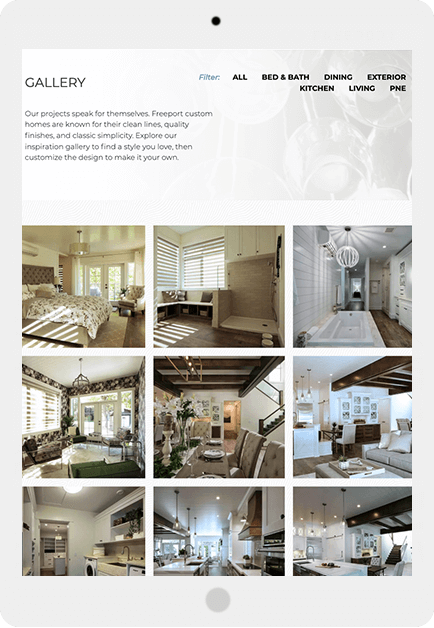 GALLERY
Filter: ALL BED & BATH DINING EXTERIOR
KITCHEN LIVING PNE
Our projects speak for themselves. Freeport custom
homes are known for their clean lines, quality
finishes, and classic simplicity. Explore our
inspiration gallery to find a style you love, then
customize the design to make it your own.